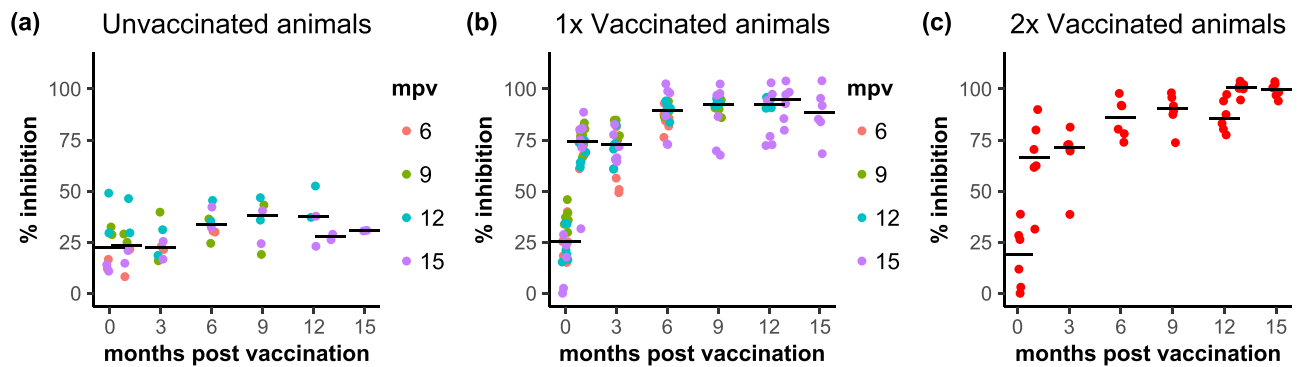 (a) Unvaccinated animals
% inhibition
100
75
50
25
0
0 3 6 9 12 15
months post vaccination
mpv
6
9
12
15
(b) 1x Vaccinated animals
% inhibition
100
75
50
25
0
0 3 6 9 12 15
months post vaccination
mpv
6
9
12
15
(c) 2x Vaccinated animals
% inhibition
100
75
50
25
0
0 3 6 9 12 15
months post vaccination